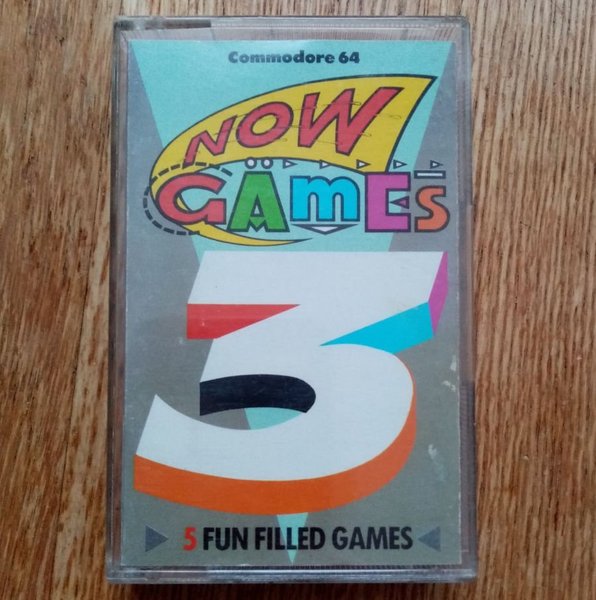 Commodore 64
NOW
GAmES
3
5 FUN FILLED GAMES